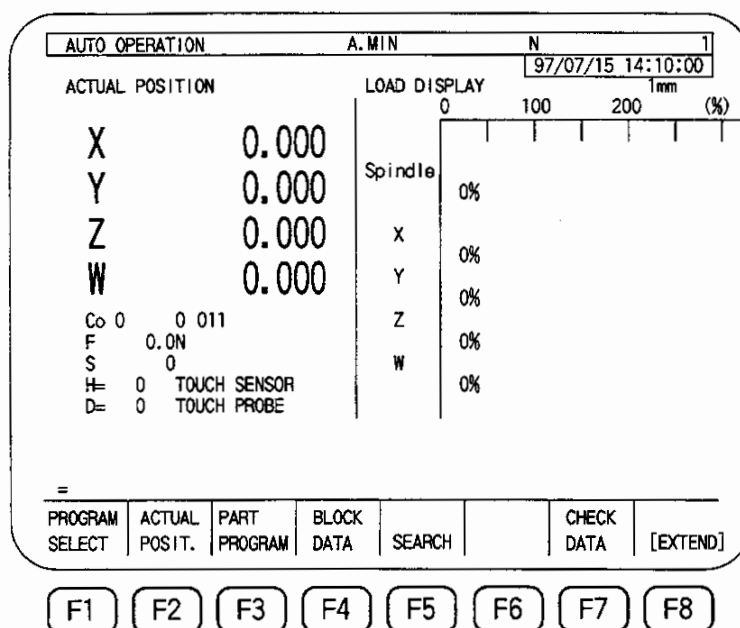 AUTO OPERATION A.MIN N 1
97/07/15 14:10:00
ACTUAL POSITION LOAD DISPLAY 1mm
0 100 200 (%)
X 0.000
Spindle
Y 0.000 0%
Z 0.000 X
0%
W 0.000 Y
0%
Co 0 0 011 Z
F 0.0N 0%
S 0 W
H= 0 TOUCH SENSOR 0%
D= 0 TOUCH PROBE
=
PROGRAM ACTUAL PART BLOCK CHECK
SELECT POSIT. PROGRAM DATA SEARCH DATA [EXTEND]
F1 F2 F3 F4 F5 F6 F7 F8